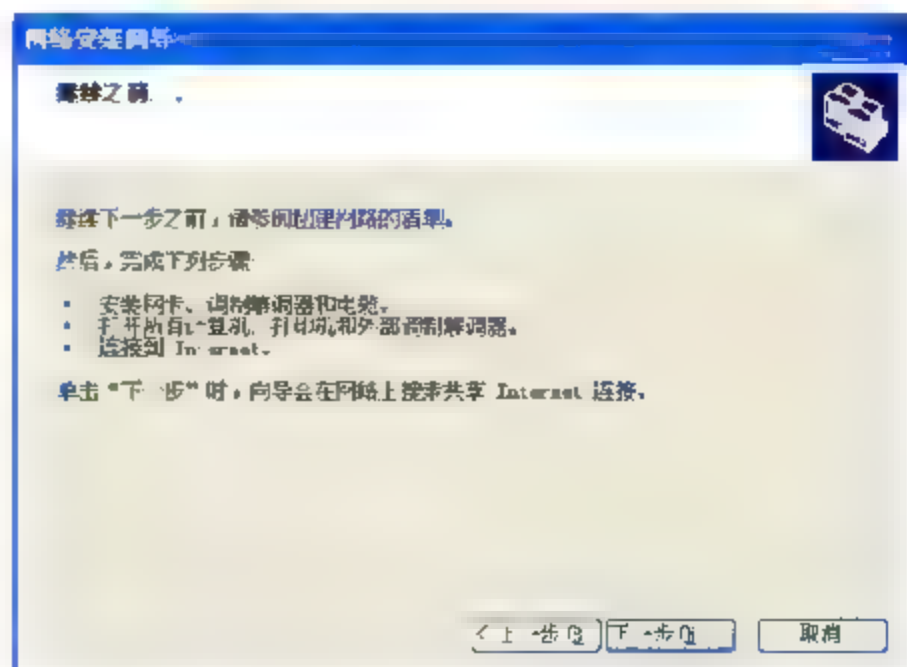 网络安装向导
继续之前...
继续下一步之前，请参阅创建网络的清单。
然后，完成下列步骤:
• 安装网卡、调制解调器和电缆。
• 打开所有计算机、打印机和外部调制解调器。
• 连接到 Internet。
单击“下一步”时，向导会在网络上搜索共享 Internet 连接。
< 上一步(B)
下一步(N)
取消